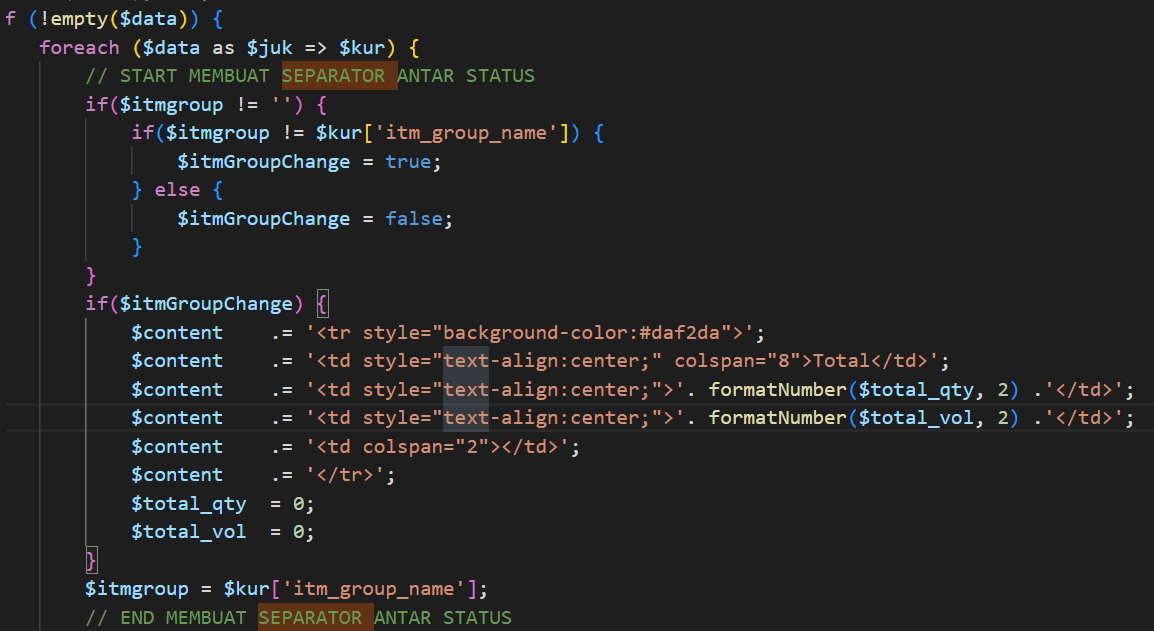 f (!empty($data)) {
foreach ($data as $juk => $kur) {
// START MEMBUAT SEPARATOR ANTAR STATUS
if($itmgroup != '') {
if($itmgroup != $kur['itm_group_name']) {
$itmGroupChange = true;
} else {
$itmGroupChange = false;
}
}
if($itmGroupChange) {
$content .= '<tr style="background-color:#daf2da">';
$content .= '<td style="text-align:center;" colspan="8">Total</td>';
$content .= '<td style="text-align:center;">'. formatNumber($total_qty, 2) .'</td>';
$content .= '<td style="text-align:center;">'. formatNumber($total_vol, 2) .'</td>';
$content .= '<td colspan="2"></td>';
$content .= '</tr>';
$total_qty = 0;
$total_vol = 0;
}
$itmgroup = $kur['itm_group_name'];
// END MEMBUAT SEPARATOR ANTAR STATUS